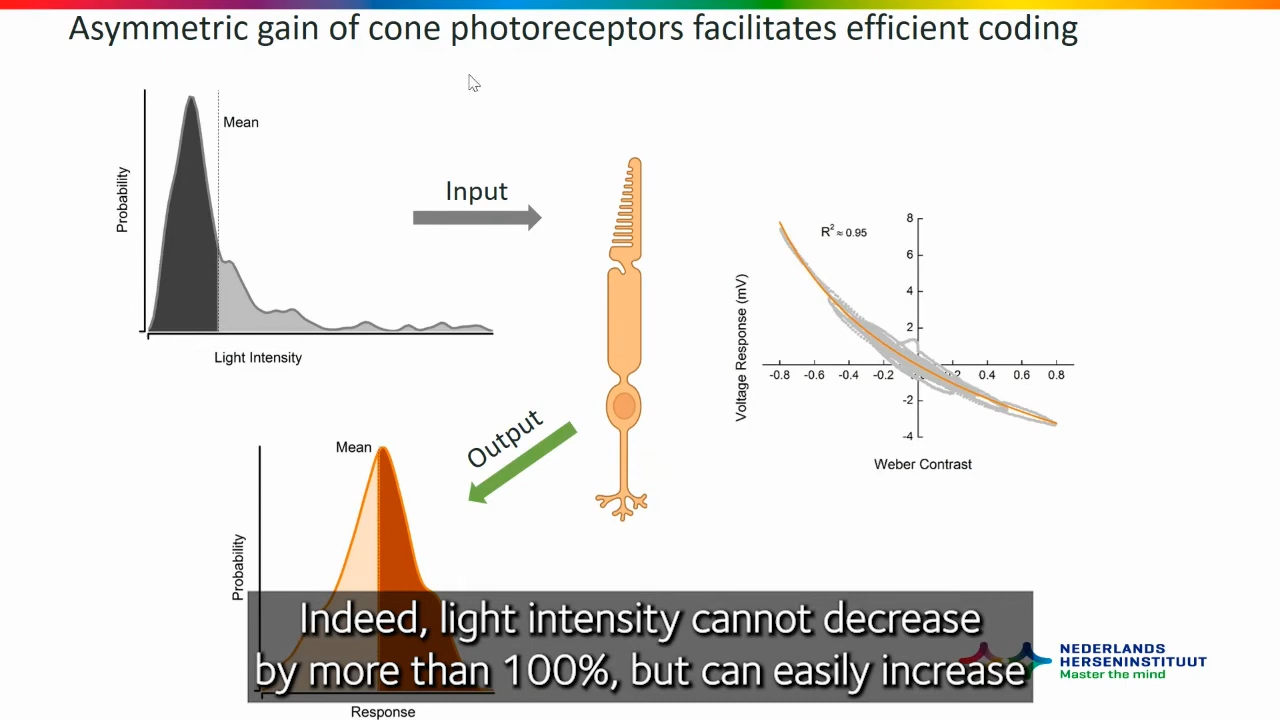 Asymmetric gain of cone photoreceptors facilitates efficient coding
Mean
Probability
Light Intensity
Input
R² ≈ 0.95
8
6
4
2
-2
-4
-0.8 -0.6 -0.4 -0.2 0.4 0.6 0.8
Voltage Response (mV)
Weber Contrast
Output
Mean
Probability
Response
Indeed, light intensity cannot decrease
by more than 100%, but can easily increase
NEDERLANDS
HERSENINSTITUUT
Master the mind